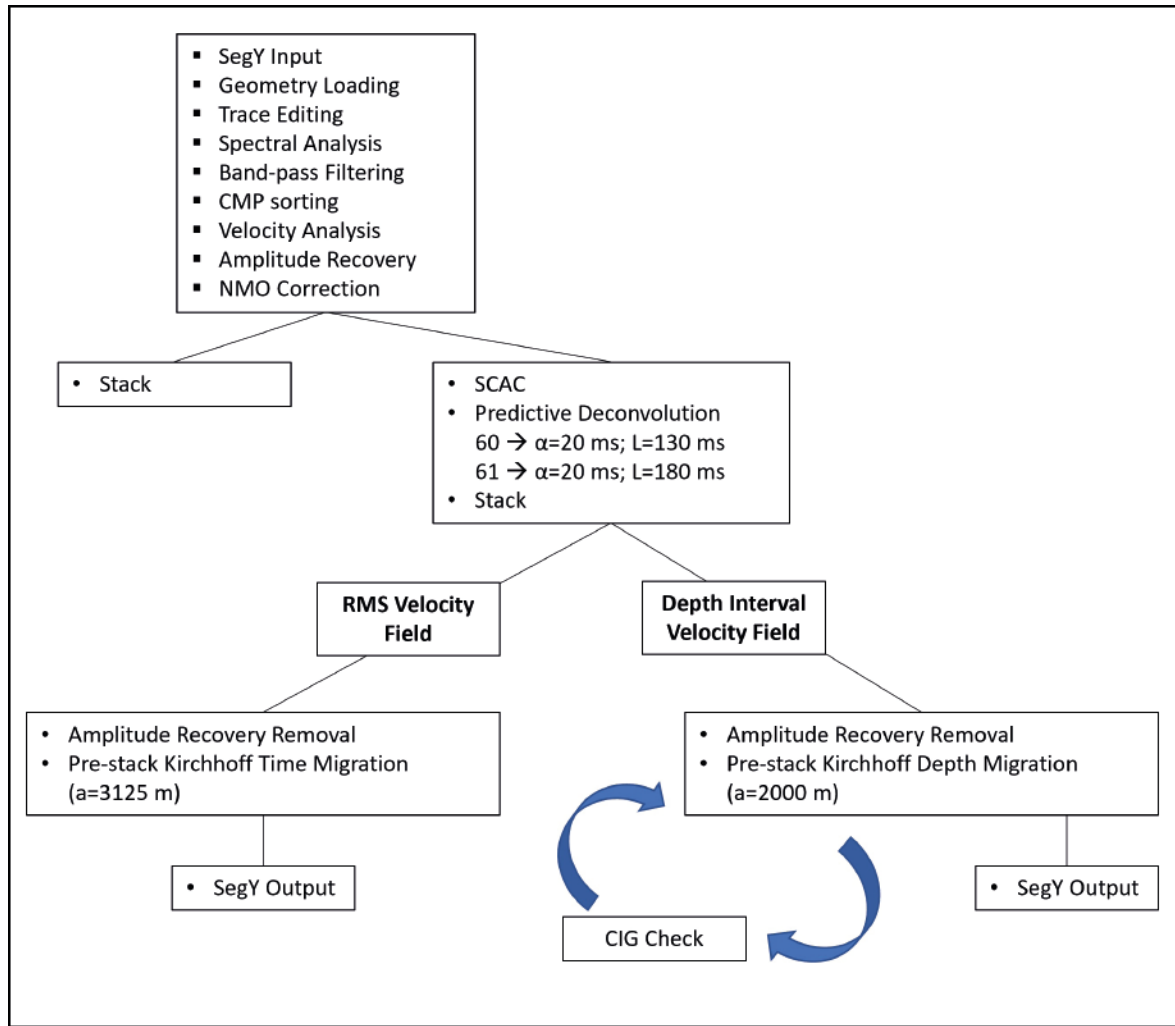 ▪ SegY Input
▪ Geometry Loading
▪ Trace Editing
▪ Spectral Analysis
▪ Band-pass Filtering
▪ CMP sorting
▪ Velocity Analysis
▪ Amplitude Recovery
▪ NMO Correction
• Stack
• SCAC
• Predictive Deconvolution
60 → α=20 ms; L=130 ms
61 → α=20 ms; L=180 ms
• Stack
RMS Velocity
Field
Depth Interval
Velocity Field
• Amplitude Recovery Removal
• Pre-stack Kirchhoff Time Migration
(a=3125 m)
• Amplitude Recovery Removal
• Pre-stack Kirchhoff Depth Migration
(a=2000 m)
• SegY Output
• SegY Output
CIG Check